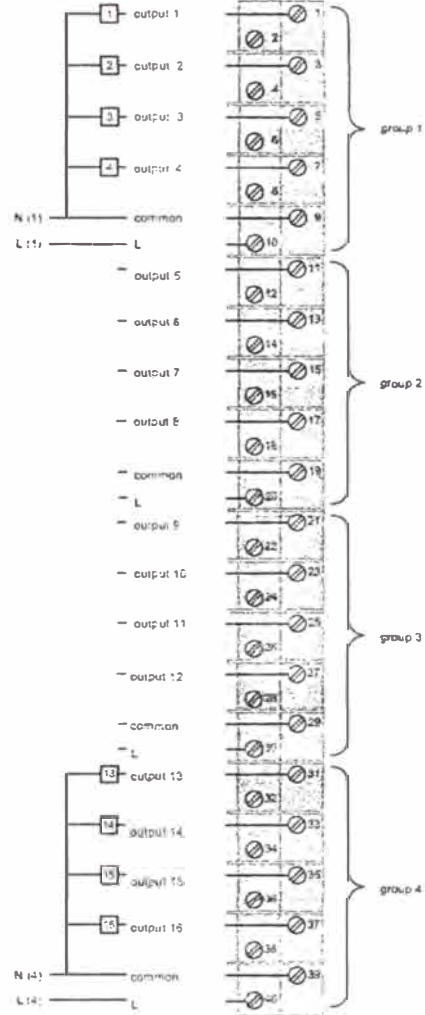 1 output 1 1
2
2 output 2 3
4
3 output 3 5
6 group 1
4 output 4 7
8
N (1) common 9
L (1) L 10
output 5 11
12
output 6 13
14
output 7 15
16 group 2
output 8 17
18
common 19
L 20
output 9 21
22
output 10 23
24
output 11 25
26 group 3
output 12 27
28
common 29
L 30
13 output 13 31
32
14 output 14 33
34
15 output 15 35
36 group 4
output 16 37
38
N (4) common 39
L (4) L 40